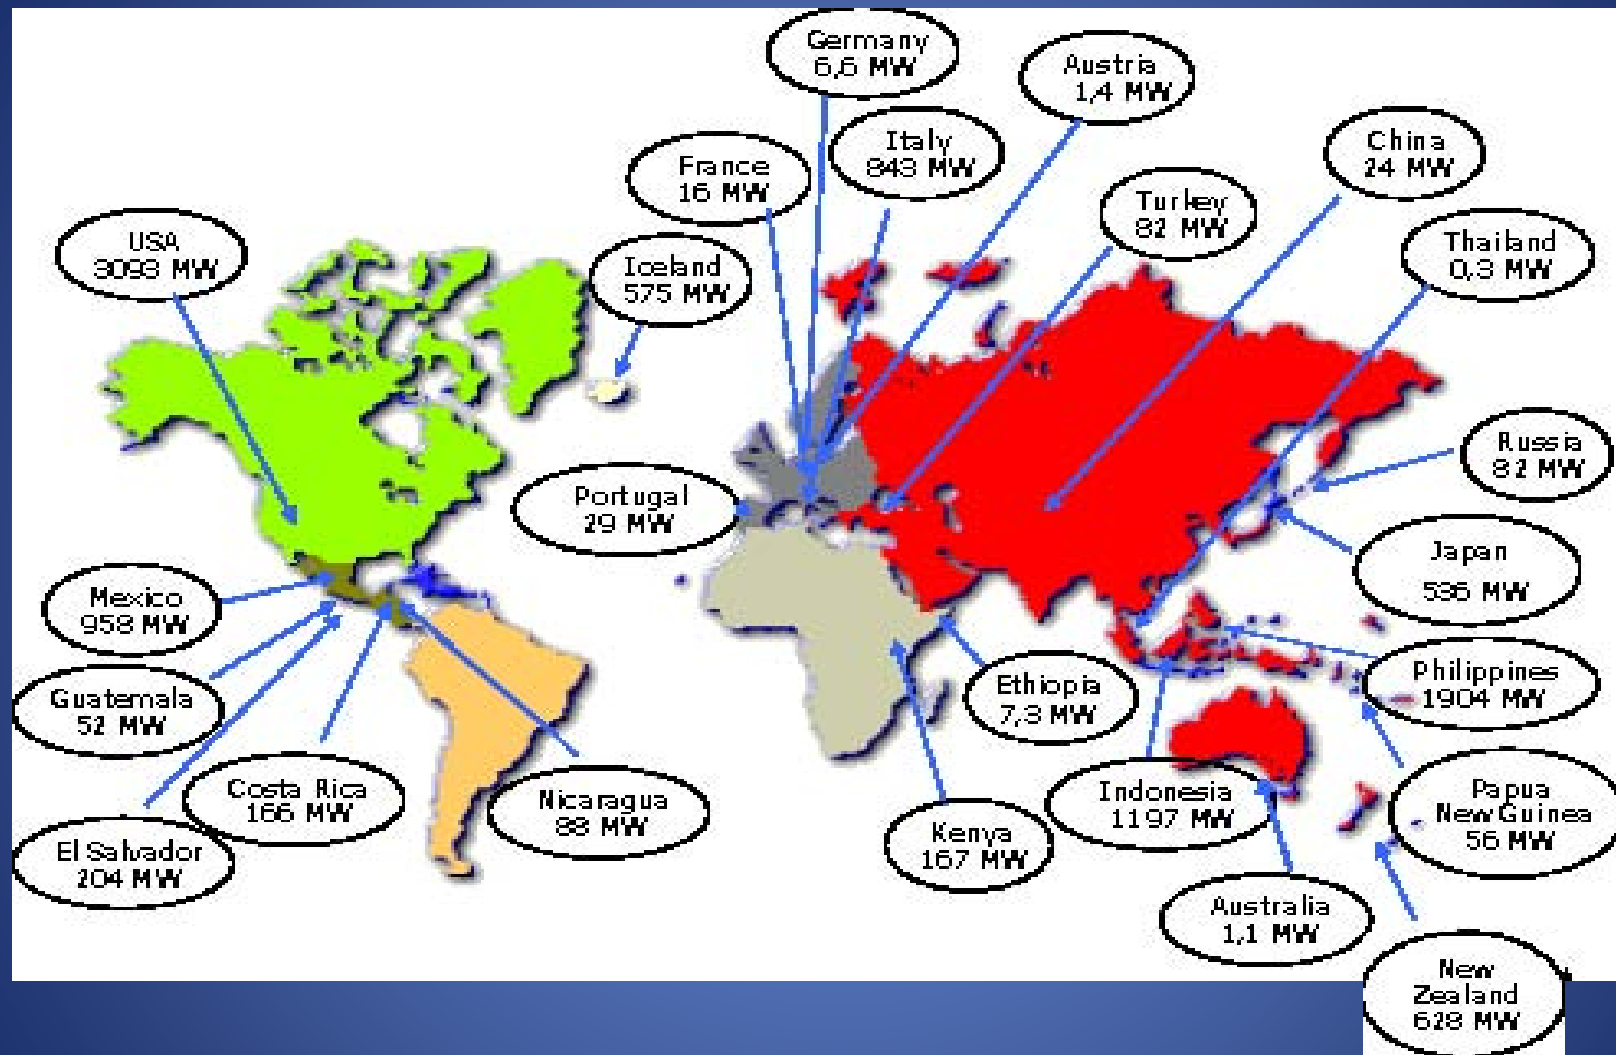 Germany
6,6 MW
Austria
1,4 MW
Italy
843 MW
China
24 MW
France
16 MW
Turkey
82 MW
USA
3093 MW
Iceland
575 MW
Thailand
0,3 MW
Russia
82 MW
Portugal
29 MW
Japan
536 MW
Mexico
958 MW
Guatemala
52 MW
Ethiopia
7,3 MW
Philippines
1904 MW
Costa Rica
166 MW
Nicaragua
88 MW
Indonesia
1197 MW
Papua
New Guinea
56 MW
El Salvador
204 MW
Kenya
167 MW
Australia
1,1 MW
New
Zealand
628 MW